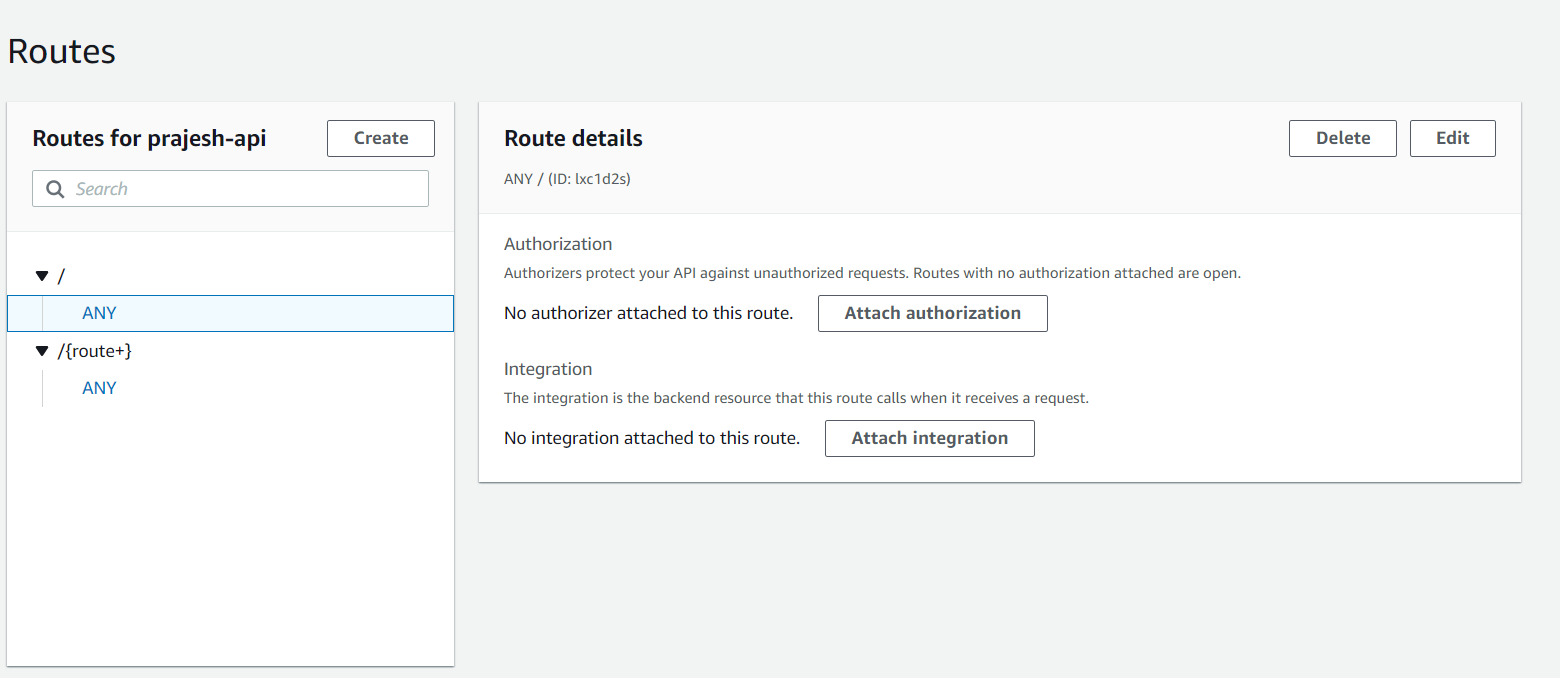 Routes
Routes for prajesh-api
Create
Search
/
ANY
/{route+}
ANY
Route details
Delete
Edit
ANY / (ID: lxc1d2s)
Authorization
Authorizers protect your API against unauthorized requests. Routes with no authorization attached are open.
No authorizer attached to this route.
Attach authorization
Integration
The integration is the backend resource that this route calls when it receives a request.
No integration attached to this route.
Attach integration